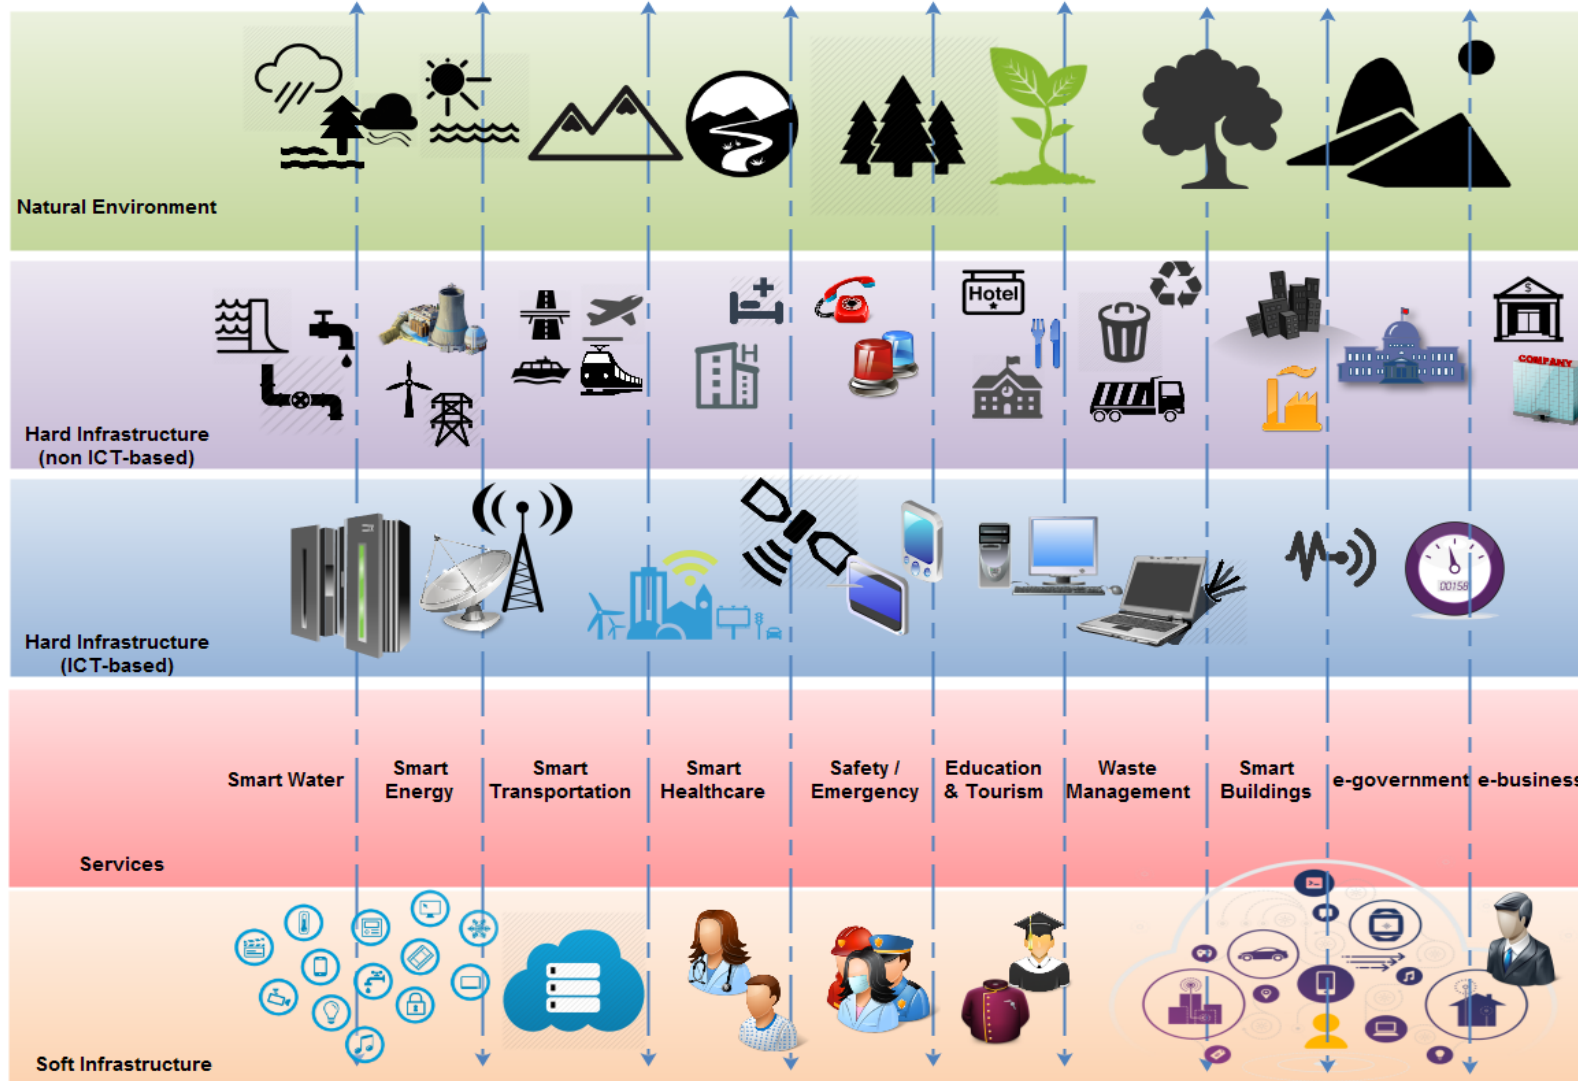 Natural Environment
Hotel
$
COMPANY
H
Hard Infrastructure
(non ICT-based)
00158
Hard Infrastructure
(ICT-based)
Smart Water
Smart
Energy
Smart
Transportation
Smart
Healthcare
Safety /
Emergency
Education
& Tourism
Waste
Management
Smart
Buildings
e-government
e-business
Services
Soft Infrastructure